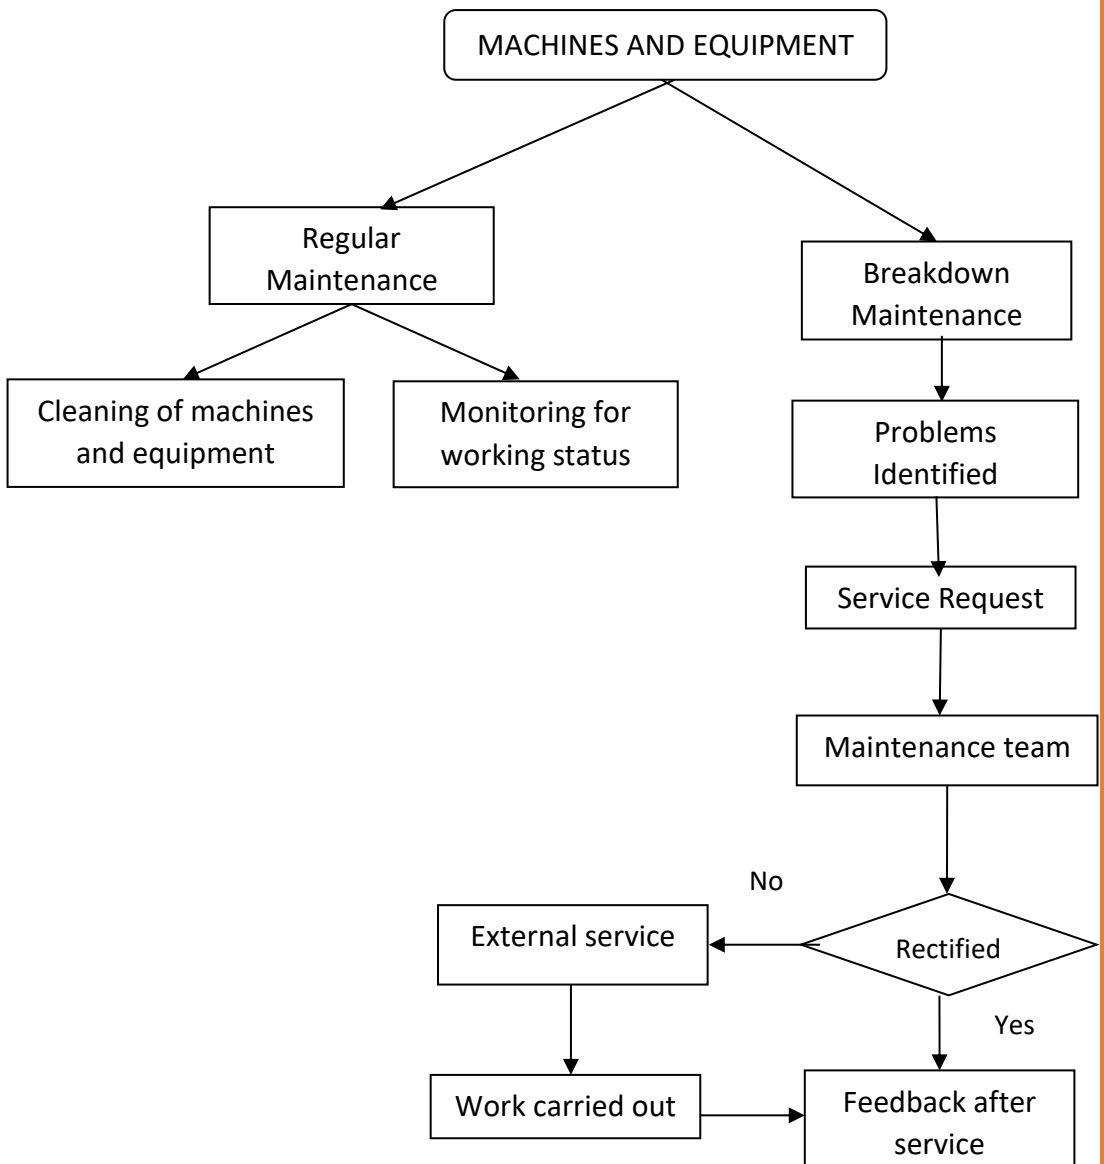 MACHINES AND EQUIPMENT
Regular
Maintenance
Breakdown
Maintenance
Cleaning of machines
and equipment
Monitoring for
working status
Problems
Identified
Service Request
Maintenance team
No
External service
Rectified
Yes
Work carried out
Feedback after
service